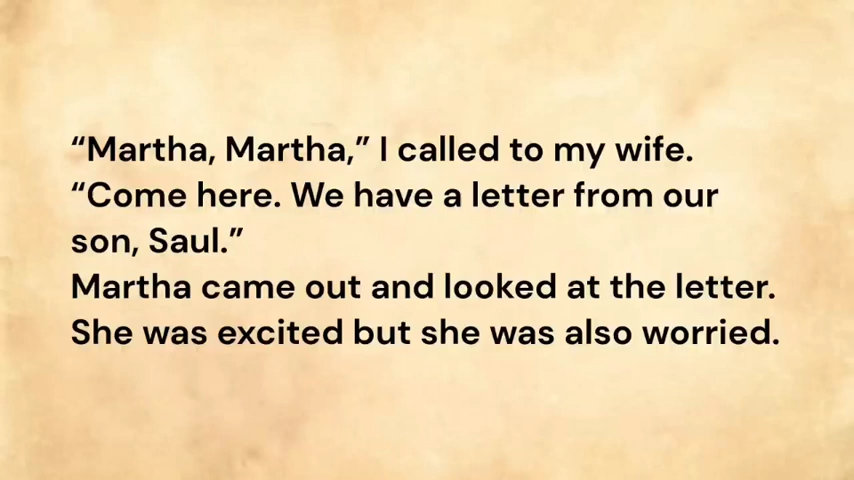 “Martha, Martha,” I called to my wife.
“Come here. We have a letter from our
son, Saul.”
Martha came out and looked at the letter.
She was excited but she was also worried.